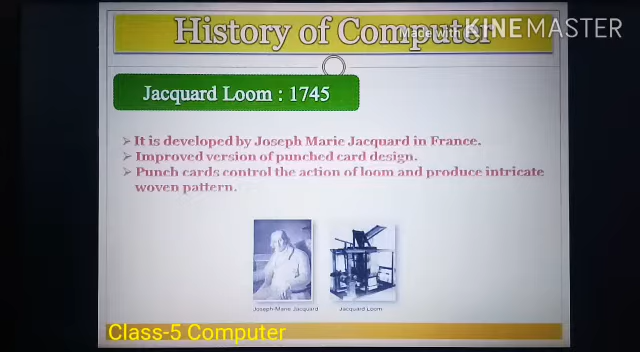 History of Computer
Made with KINEMASTER
Jacquard Loom : 1745
➢ It is developed by Joseph Marie Jacquard in France.
➢ Improved version of punched card design.
➢ Punch cards control the action of loom and produce intricate
woven pattern.
Joseph-Marie Jacquard
Jacquard Loom
Class-5 Computer